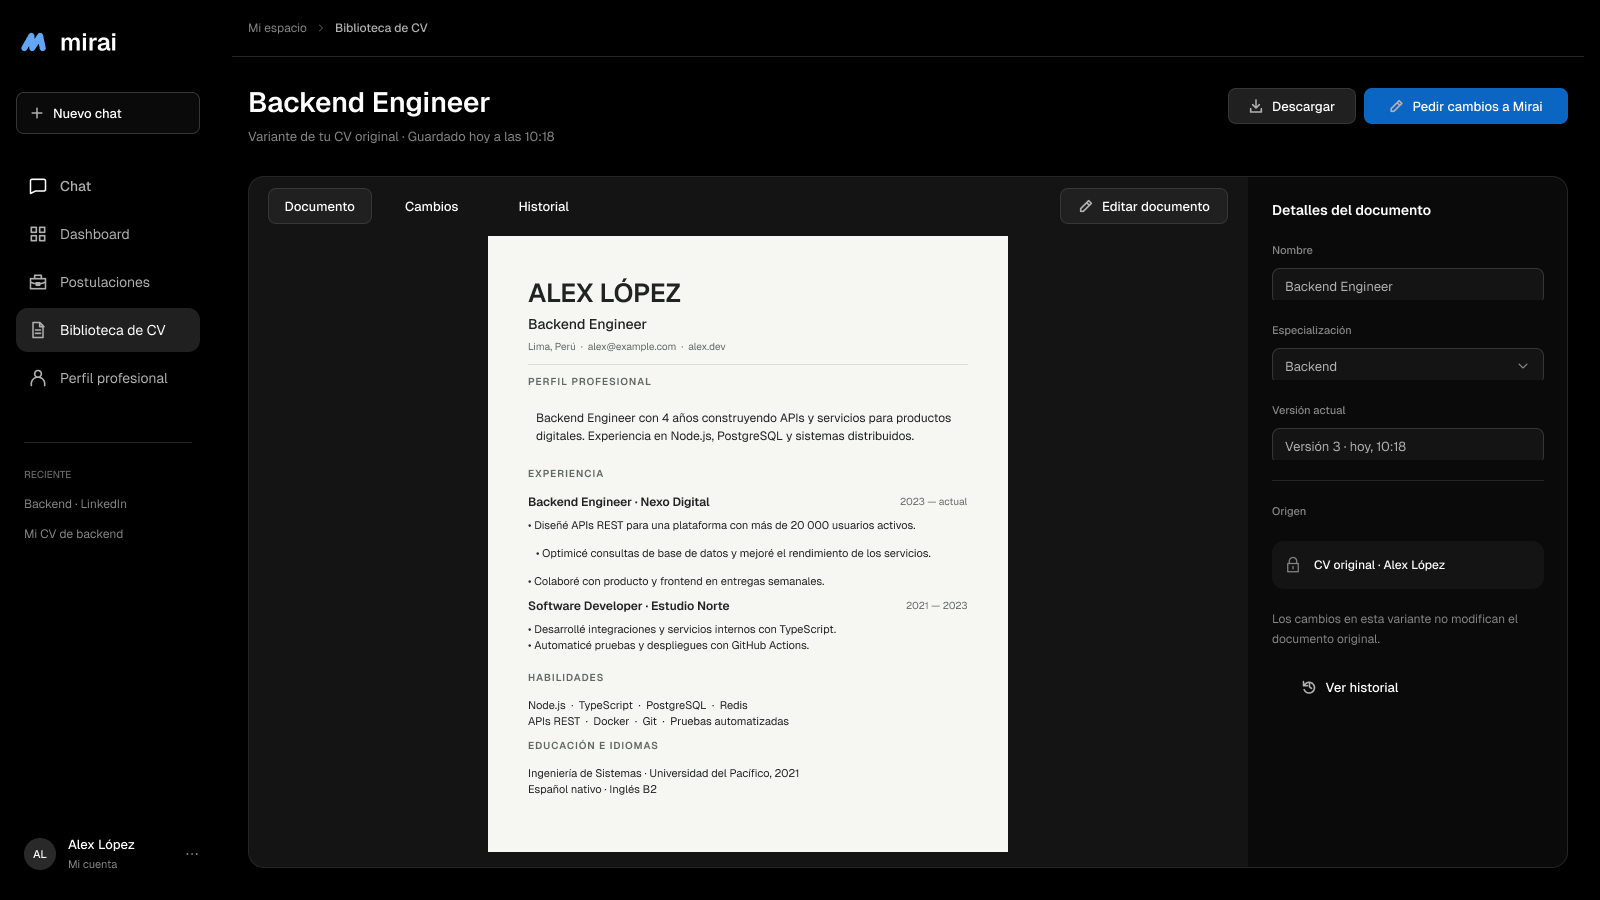 mirai
Nuevo chat
Chat
Dashboard
Postulaciones
Biblioteca de CV
Perfil profesional
RECIENTE
Backend · LinkedIn
Mi CV de backend
AL
Alex López
Mi cuenta
Mi espacio
Biblioteca de CV
Backend Engineer
Variante de tu CV original · Guardado hoy a las 10:18
Descargar
Pedir cambios a Mirai
Documento
Cambios
Historial
Editar documento
ALEX LÓPEZ
Backend Engineer
Lima, Perú · alex@example.com · alex.dev
PERFIL PROFESIONAL
Backend Engineer con 4 años construyendo APIs y servicios para productos
digitales. Experiencia en Node.js, PostgreSQL y sistemas distribuidos.
EXPERIENCIA
Backend Engineer · Nexo Digital 2023 — actual
• Diseñé APIs REST para una plataforma con más de 20 000 usuarios activos.
• Optimicé consultas de base de datos y mejoré el rendimiento de los servicios.
• Colaboré con producto y frontend en entregas semanales.
Software Developer · Estudio Norte 2021 — 2023
• Desarrollé integraciones y servicios internos con TypeScript.
• Automaticé pruebas y despliegues con GitHub Actions.
HABILIDADES
Node.js · TypeScript · PostgreSQL · Redis
APIs REST · Docker · Git · Pruebas automatizadas
EDUCACIÓN E IDIOMAS
Ingeniería de Sistemas · Universidad del Pacífico, 2021
Español nativo · Inglés B2
Detalles del documento
Nombre
Backend Engineer
Especialización
Backend
Versión actual
Versión 3 · hoy, 10:18
Origen
CV original · Alex López
Los cambios en esta variante no modifican el
documento original.
Ver historial